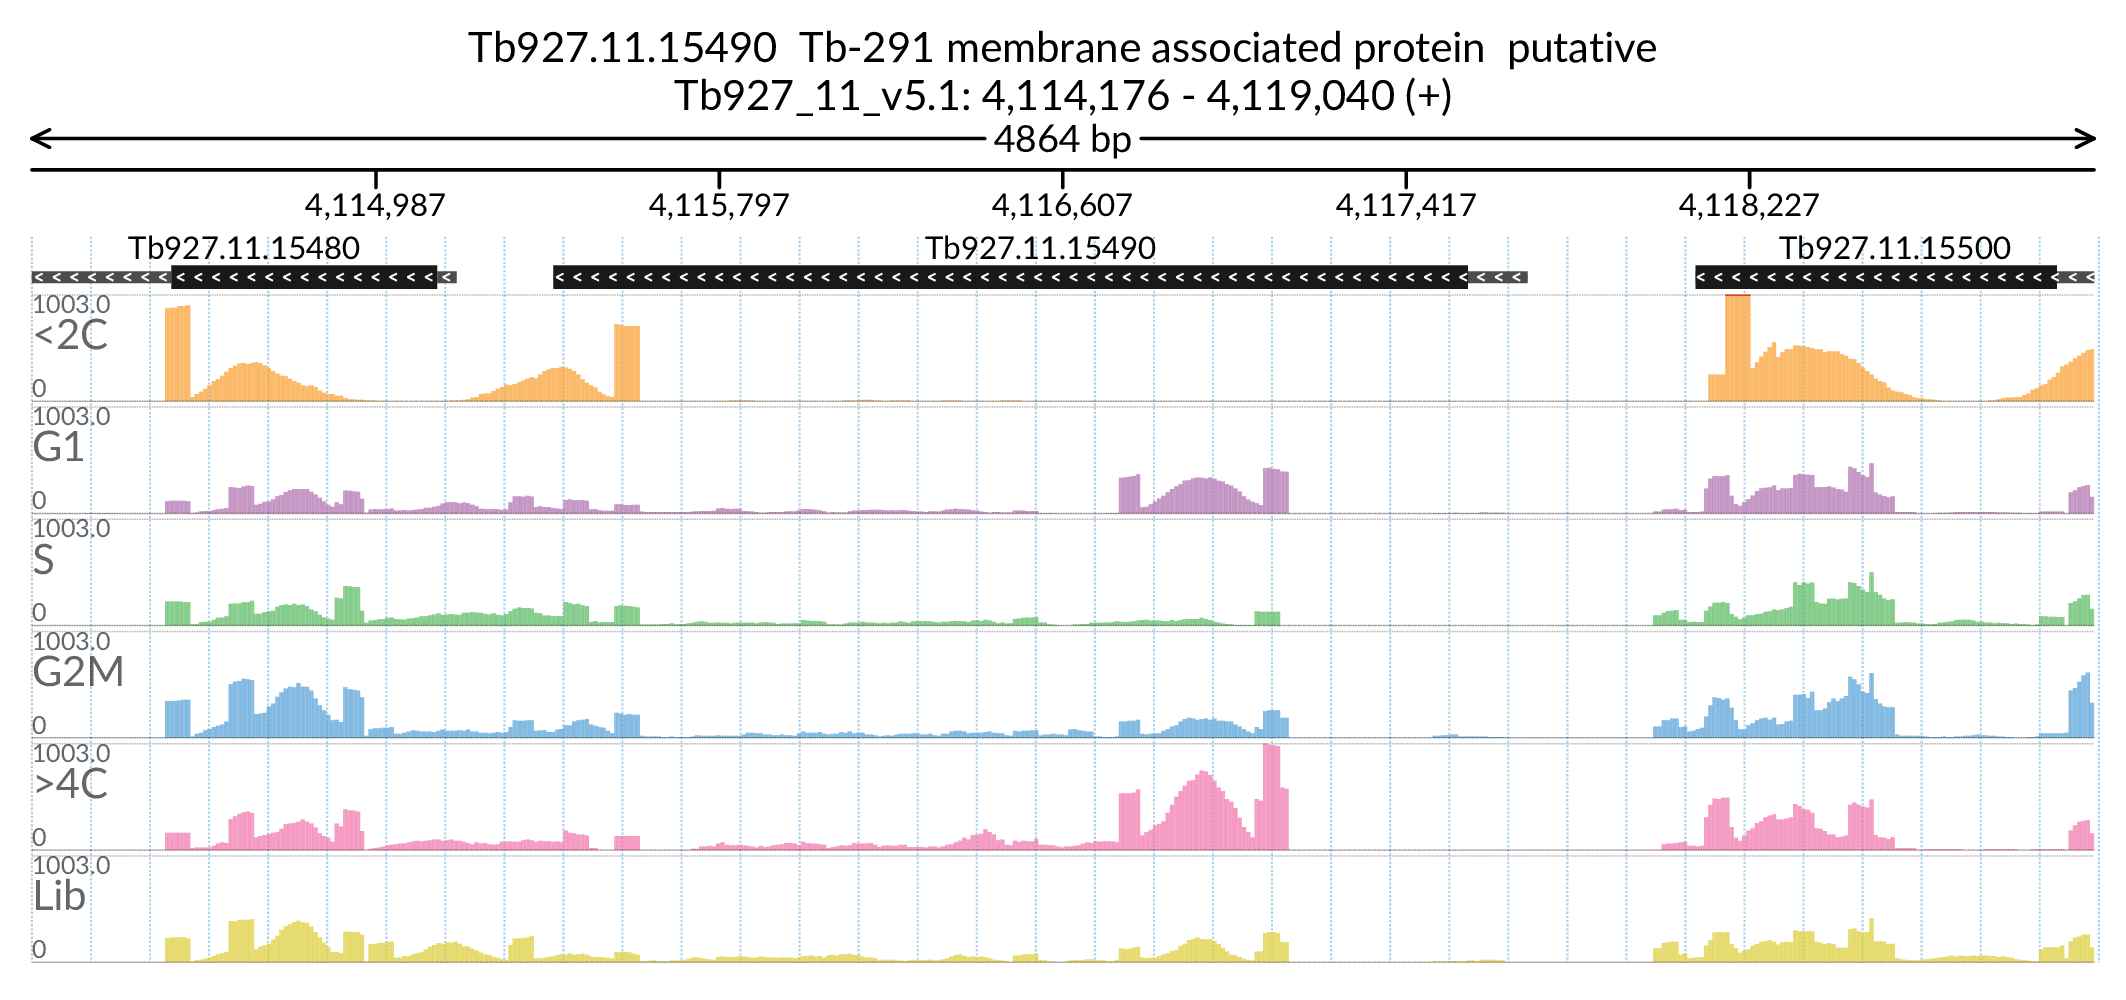 Tb927.11.15490  Tb-291 membrane associated protein  putative
Tb927_11_v5.1: 4,114,176 - 4,119,040 (+)
4864 bp
4,114,987 4,115,797 4,116,607 4,117,417 4,118,227
Tb927.11.15480 Tb927.11.15490 Tb927.11.15500
1003.0
<2C
0
1003.0
G1
0
1003.0
S
0
1003.0
G2M
0
1003.0
>4C
0
1003.0
Lib
0